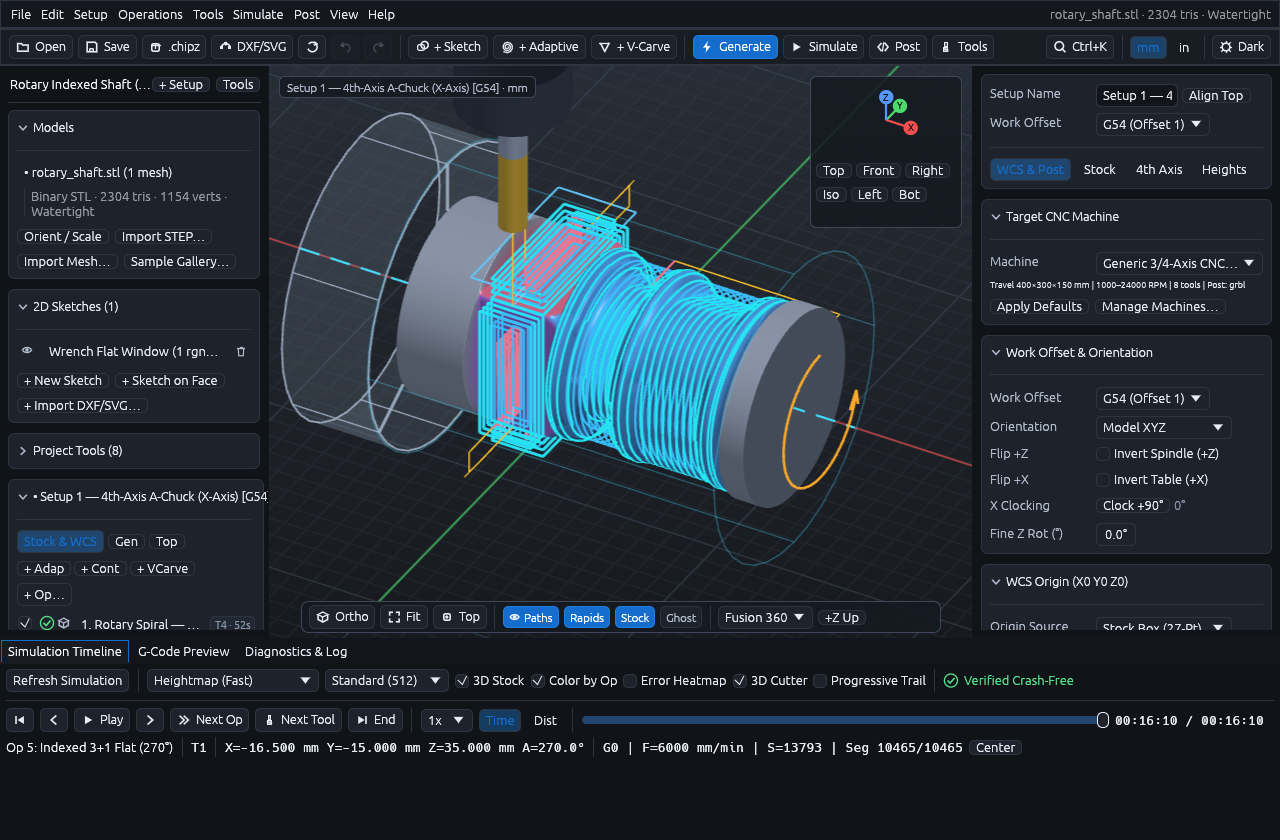 File Edit Setup Operations Tools Simulate Post View Help
rotary_shaft.stl · 2304 tris · Watertight
Open Save .chipz DXF/SVG + Sketch + Adaptive + V-Carve Generate Simulate Post Tools Ctrl+K mm in Dark
Rotary Indexed Shaft (… + Setup Tools
Models
• rotary_shaft.stl (1 mesh)
Binary STL · 2304 tris · 1154 verts ·
Watertight
Orient / Scale Import STEP…
Import Mesh… Sample Gallery…
2D Sketches (1)
Wrench Flat Window (1 rgn…
+ New Sketch + Sketch on Face
+ Import DXF/SVG…
Project Tools (8)
• Setup 1 — 4th-Axis A-Chuck (X-Axis) [G54]
Stock & WCS Gen Top
+ Adap + Cont + VCarve
+ Op…
1. Rotary Spiral — … T4 · 52s
Setup 1 — 4th-Axis A-Chuck (X-Axis) [G54] · mm
Z
Y
X
Top Front Right
Iso Left Bot
Ortho Fit Top Paths Rapids Stock Ghost Fusion 360 +Z Up
Setup Name Setup 1 — 4 Align Top
Work Offset G54 (Offset 1)
WCS & Post Stock 4th Axis Heights
Target CNC Machine
Machine Generic 3/4-Axis CNC…
Travel 400×300×150 mm | 1000–24000 RPM | 8 tools | Post: grbl
Apply Defaults Manage Machines…
Work Offset & Orientation
Work Offset G54 (Offset 1)
Orientation Model XYZ
Flip +Z Invert Spindle (+Z)
Flip +X Invert Table (+X)
X Clocking Clock +90° 0°
Fine Z Rot (°) 0.0°
WCS Origin (X0 Y0 Z0)
Origin Source Stock Box (27-Pt)
Simulation Timeline G-Code Preview Diagnostics & Log
Refresh Simulation Heightmap (Fast) Standard (512) 3D Stock Color by Op Error Heatmap 3D Cutter Progressive Trail Verified Crash-Free
Play Next Op Next Tool End 1x Time Dist 00:16:10 / 00:16:10
Op 5: Indexed 3+1 Flat (270°) T1 X=-16.500 mm Y=-15.000 mm Z=35.000 mm A=270.0° G0 | F=6000 mm/min | S=13793 | Seg 10465/10465 Center